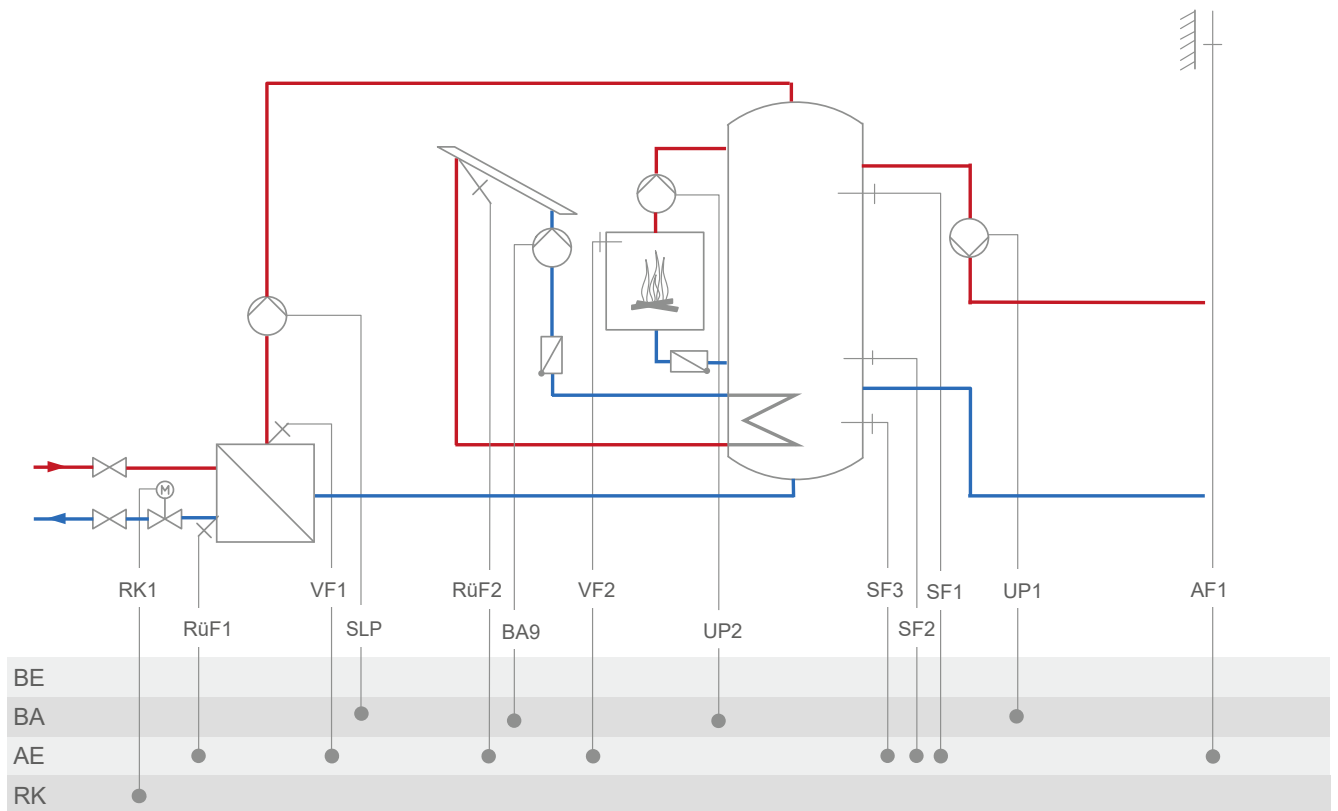 M
RK1
VF1
RüF2
VF2
SF3
SF1
UP1
AF1
RüF1
SLP
BA9
UP2
SF2
BE
BA
AE
RK